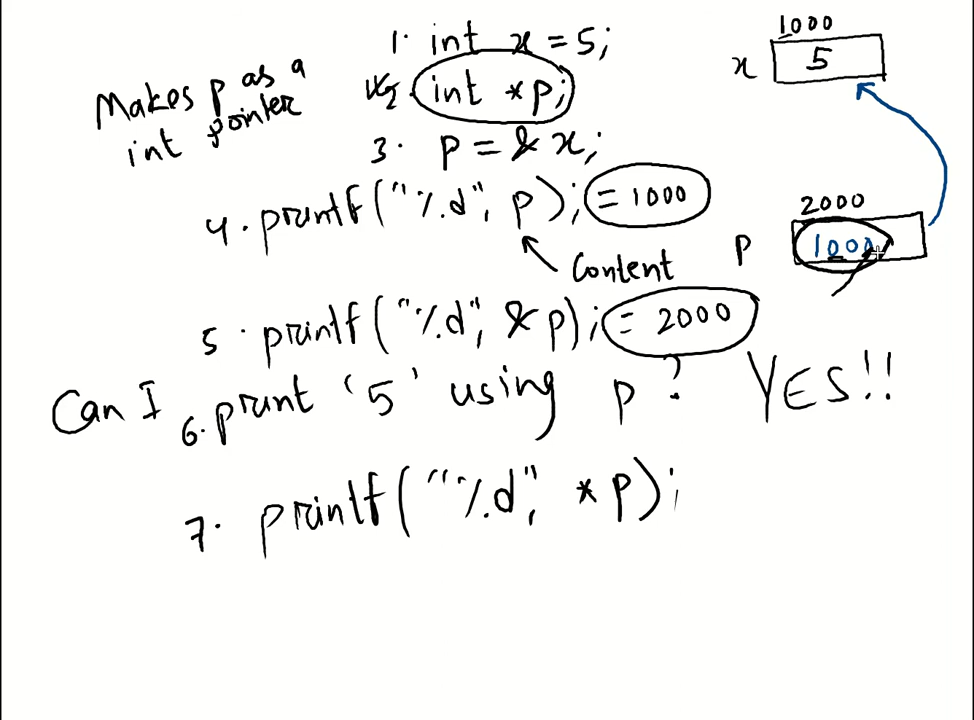 1. int x = 5;
1000
x 5
Makes p as a
int pointer
2. int *p;
3. p = & x;
4. printf("%d", p); = 1000
2000
p 1000
Content
5. printf("%d", &p); = 2000
Can I 6. print '5' using p? YES!!
7. printf("%d", *p);